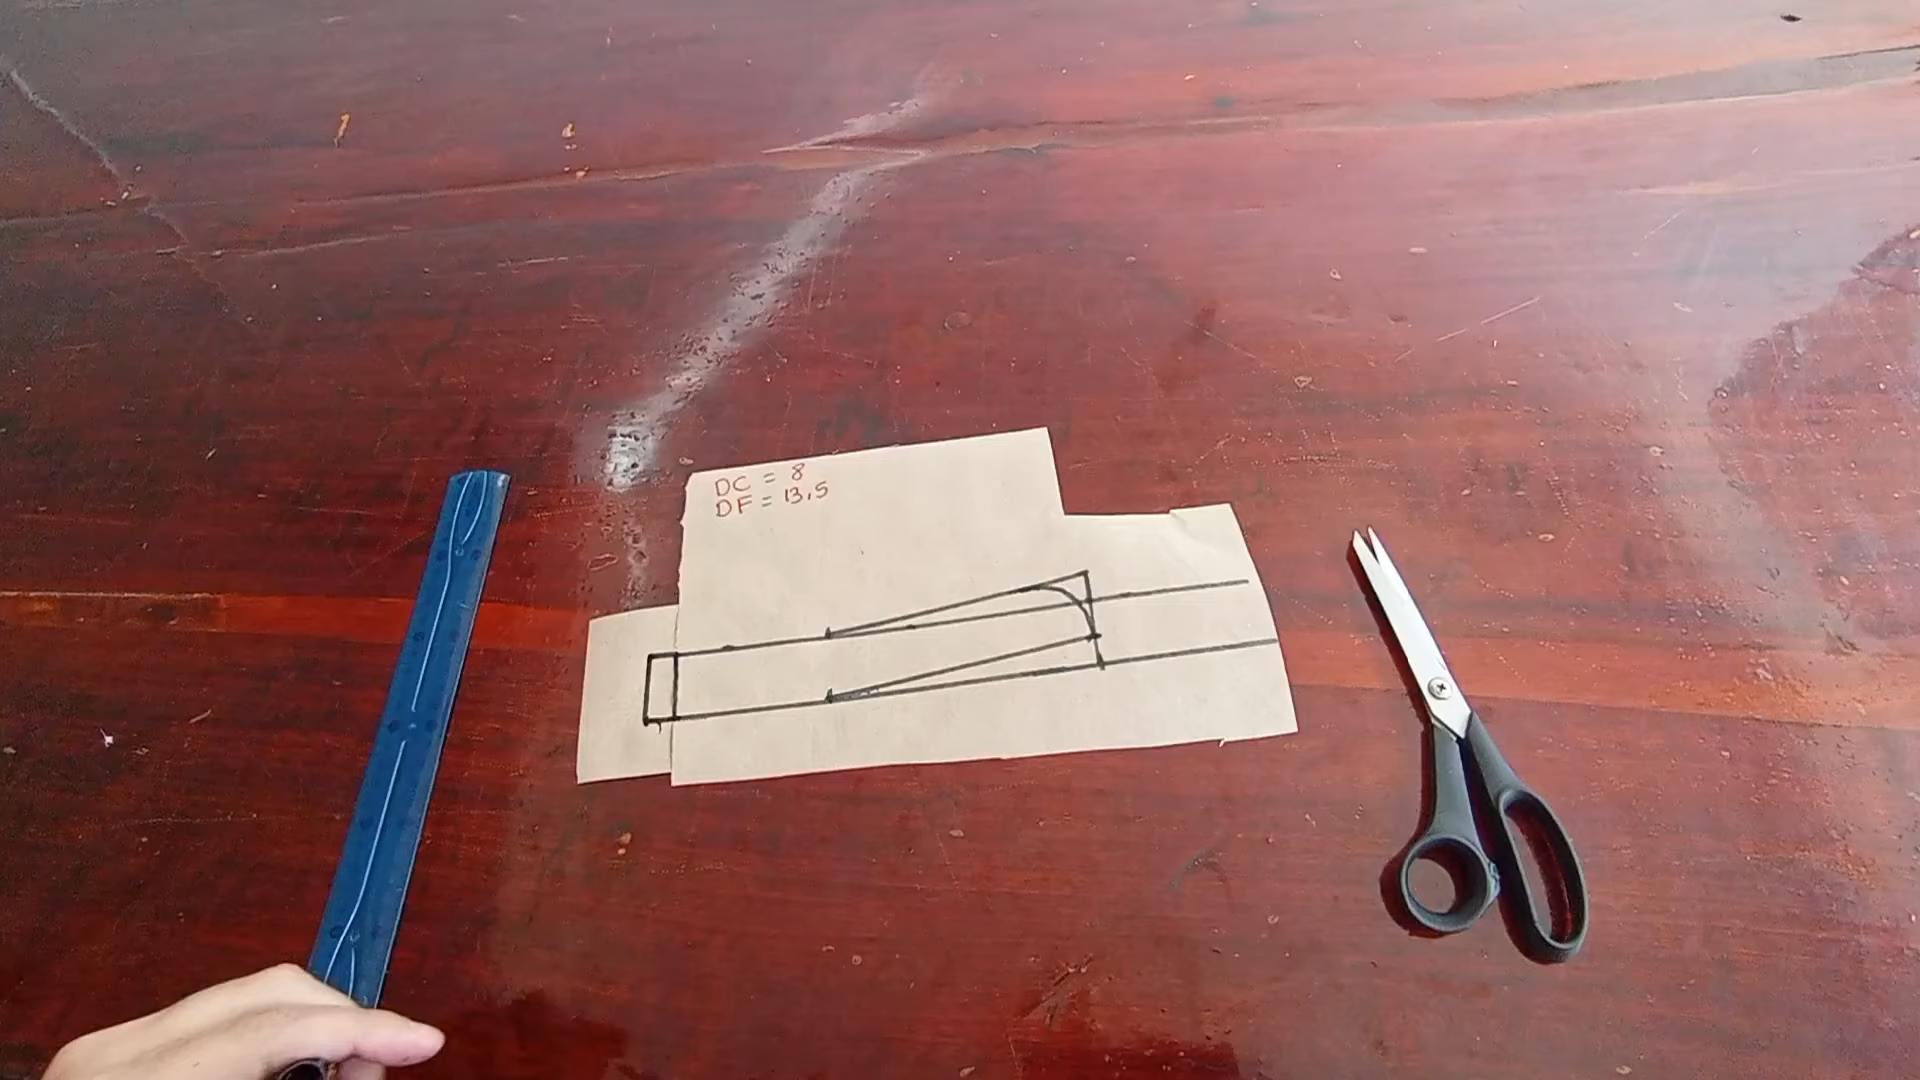 DC = 8
DF = 13,5